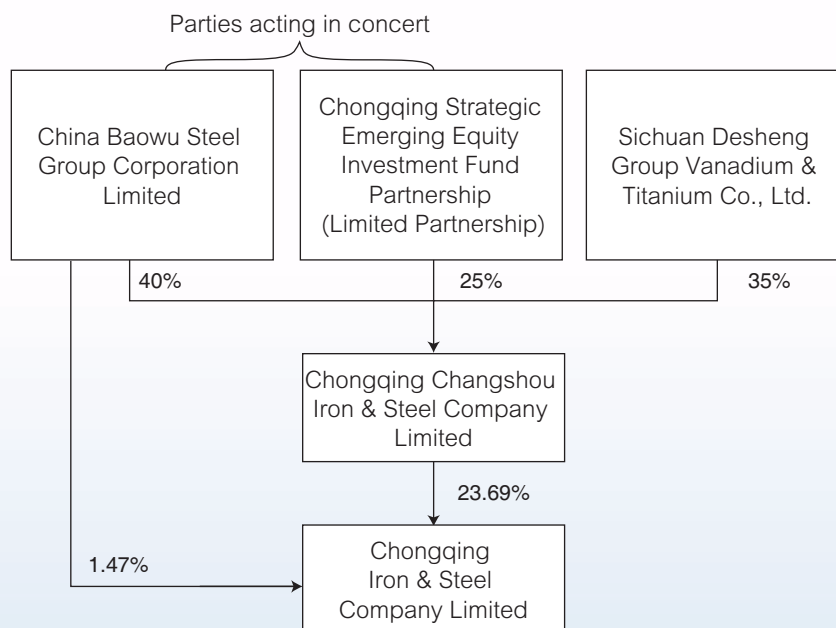 Parties acting in concert
China Baowu Steel
Group Corporation
Limited
Chongqing Strategic
Emerging Equity
Investment Fund
Partnership
(Limited Partnership)
Sichuan Desheng
Group Vanadium &
Titanium Co., Ltd.
40%
25%
35%
Chongqing Changshou
Iron & Steel Company
Limited
23.69%
1.47%
Chongqing
Iron & Steel
Company Limited